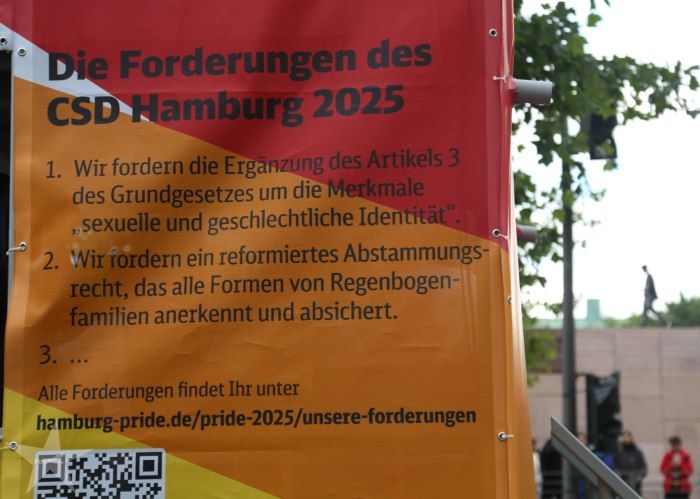 Die Forderungen des
CSD Hamburg 2025
1. Wir fordern die Ergänzung des Artikels 3
des Grundgesetzes um die Merkmale
„sexuelle und geschlechtliche Identität“.
2. Wir fordern ein reformiertes Abstammungs-
recht, das alle Formen von Regenbogen-
familien anerkennt und absichert.
3. ...
Alle Forderungen findet Ihr unter
hamburg-pride.de/pride-2025/unsere-forderungen